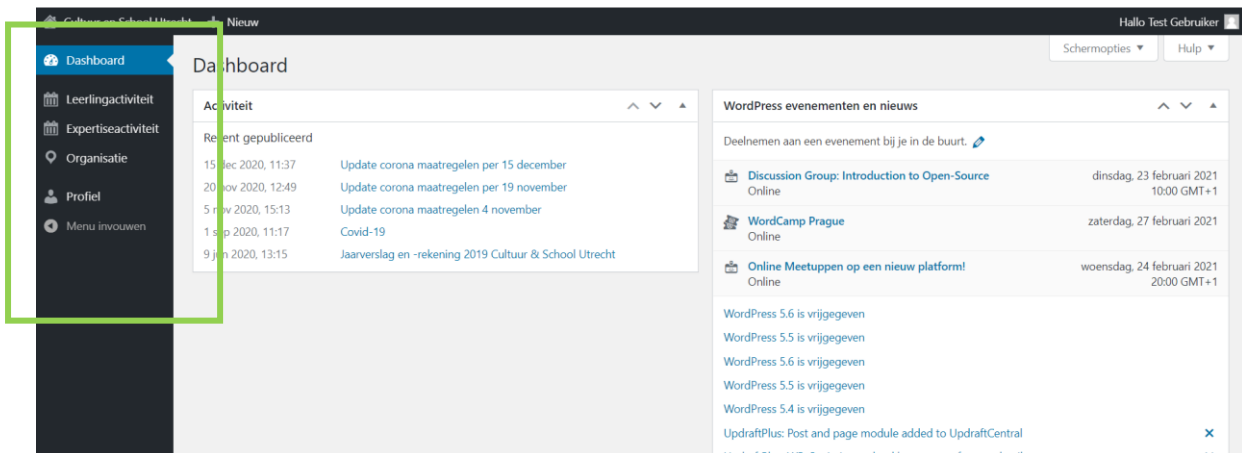 Cultuur en School Utrecht Nieuw Hallo Test Gebruiker
Schermopties ▼ Hulp ▼
Dashboard
Leerlingactiviteit
Expertiseactiviteit
Organisatie
Profiel
Menu invouwen
Dashboard
Activiteit
Recent gepubliceerd
15 dec 2020, 11:37 Update corona maatregelen per 15 december
20 nov 2020, 12:49 Update corona maatregelen per 19 november
5 nov 2020, 15:13 Update corona maatregelen 4 november
1 sep 2020, 11:17 Covid-19
9 jun 2020, 13:15 Jaarverslag en -rekening 2019 Cultuur & School Utrecht
WordPress evenementen en nieuws
Deelnemen aan een evenement bij je in de buurt.
Discussion Group: Introduction to Open-Source dinsdag, 23 februari 2021
Online 10:00 GMT+1
WordCamp Prague zaterdag, 27 februari 2021
Online
Online Meetuppen op een nieuw platform! woensdag, 24 februari 2021
Online 20:00 GMT+1
WordPress 5.6 is vrijgegeven
WordPress 5.5 is vrijgegeven
WordPress 5.6 is vrijgegeven
WordPress 5.5 is vrijgegeven
WordPress 5.4 is vrijgegeven
UpdraftPlus: Post and page module added to UpdraftCentral